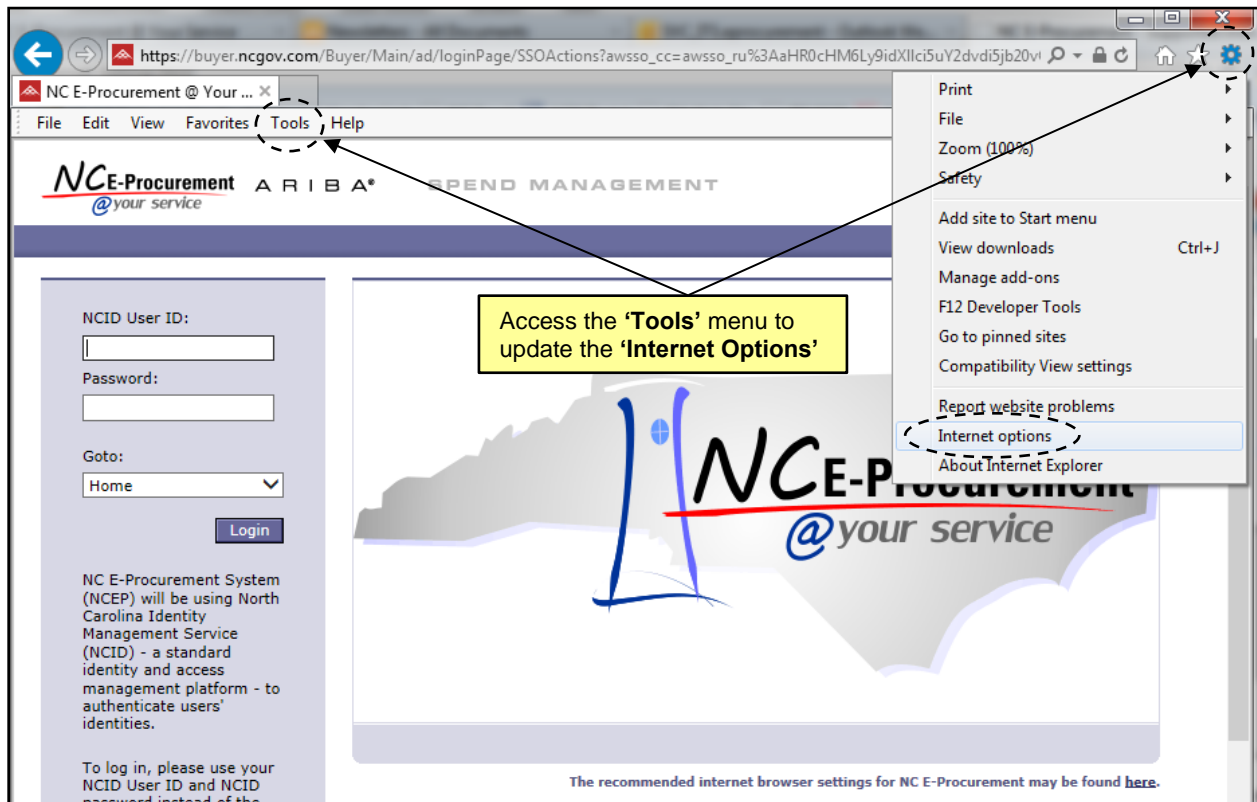 https://buyer.ncgov.com/Buyer/Main/ad/loginPage/SSOActions?awsso_cc=awsso_ru%3AaHR0cHM6Ly9idXllci5uY2dvdi5jb20v
NC E-Procurement @ Your ...
File Edit View Favorites Tools Help
NCE-Procurement
@your service
ARIBA®
SPEND MANAGEMENT
Print
File
Zoom (100%)
Safety
Add site to Start menu
View downloads Ctrl+J
Manage add-ons
F12 Developer Tools
Go to pinned sites
Compatibility View settings
Report website problems
Internet options
About Internet Explorer
Access the ‘Tools’ menu to
update the ‘Internet Options’
NCID User ID:
Password:
Goto:
Home
Login
NC E-Procurement System
(NCEP) will be using North
Carolina Identity
Management Service
(NCID) - a standard
identity and access
management platform - to
authenticate users'
identities.
To log in, please use your
NCID User ID and NCID
password instead of the
NCE-Procurement
@your service
The recommended internet browser settings for NC E-Procurement may be found here.